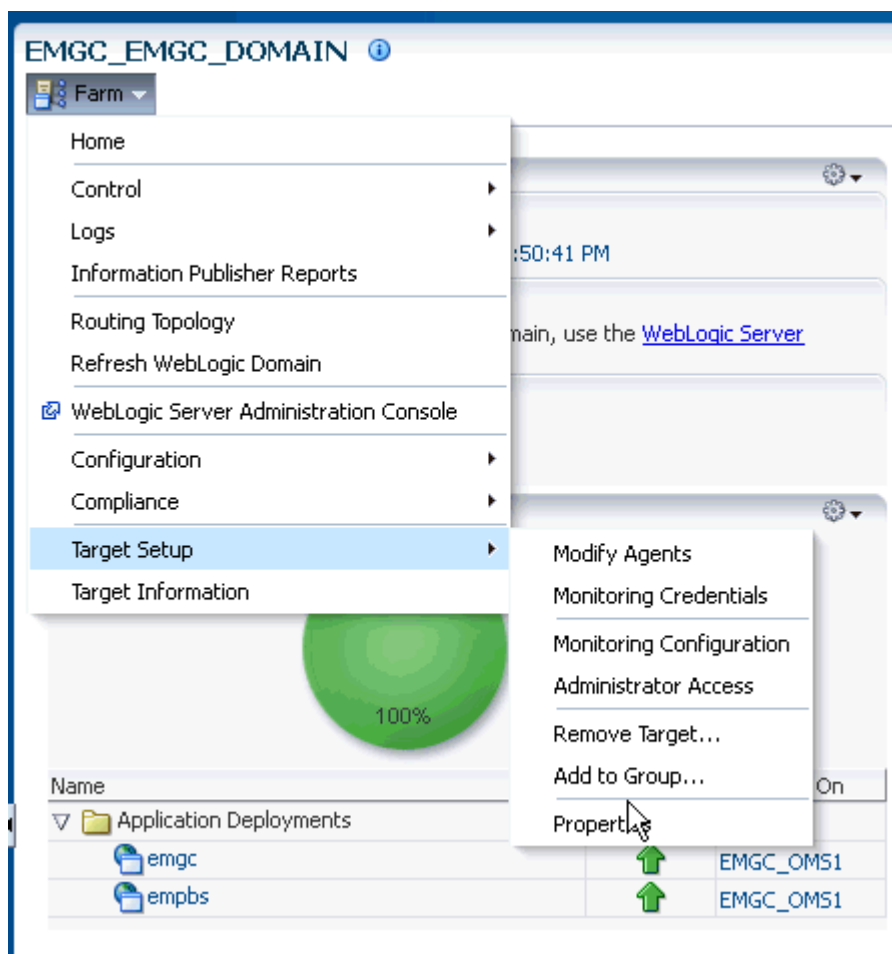 EMGC_EMGC_DOMAIN
Farm
Home
Control
Logs
:50:41 PM
Information Publisher Reports
Routing Topology
main, use the WebLogic Server
Refresh WebLogic Domain
WebLogic Server Administration Console
Configuration
Compliance
Target Setup
Target Information
Modify Agents
Monitoring Credentials
Monitoring Configuration
Administrator Access
Remove Target...
Add to Group...
Properties
100%
Name On
Application Deployments
emgc EMGC_OMS1
empbs EMGC_OMS1